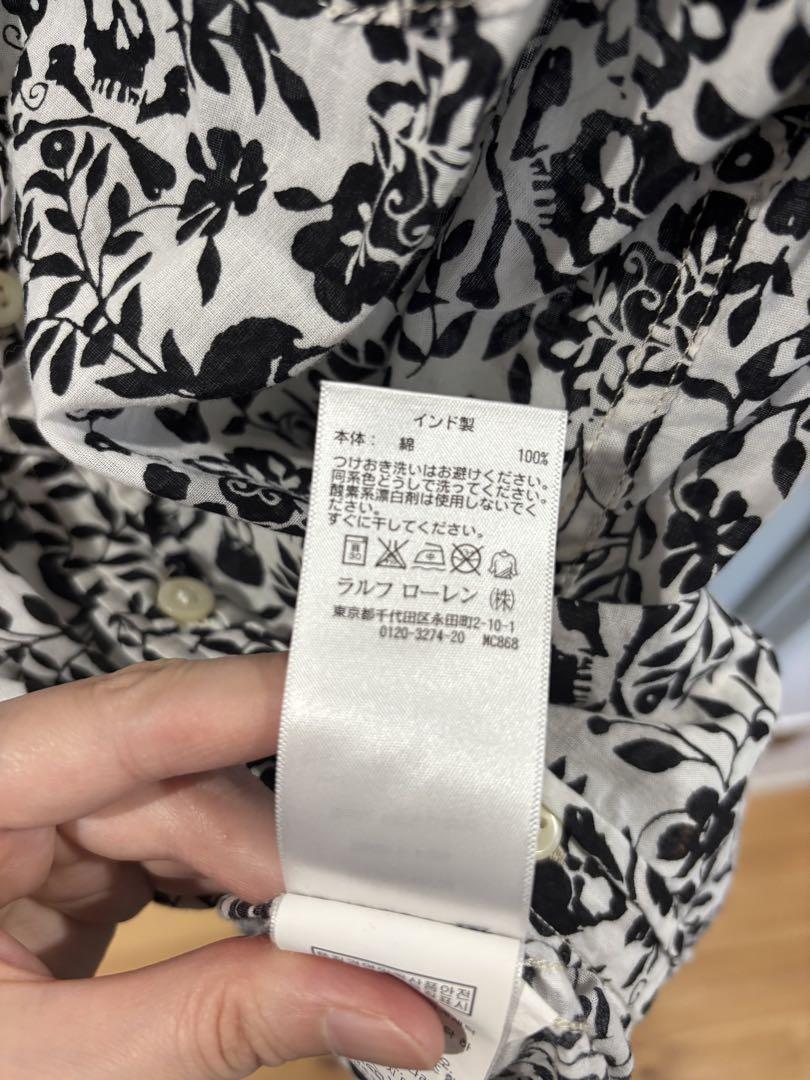 インド製
本体: 綿 100%
つけおき洗いはお避けください。
同系色どうしで洗ってください。
酸素系漂白剤は使用しないでく
ださい。
すぐに干してください。
ラルフ ローレン (株)
東京都千代田区永田町2-10-1
0120-3274-20 MC868